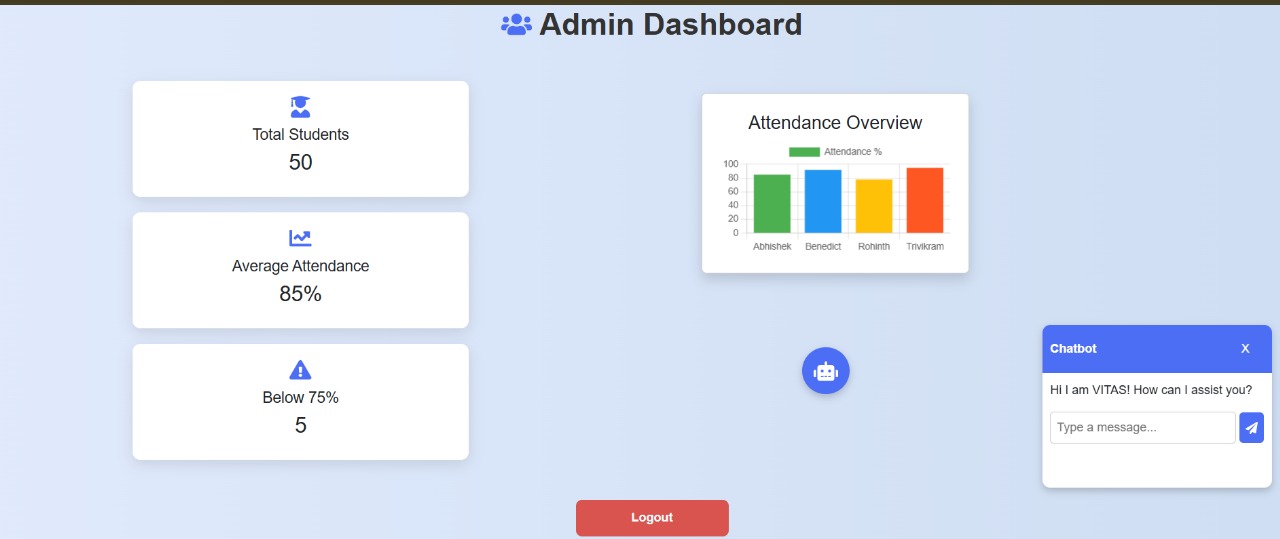 Admin Dashboard
Total Students
50
Average Attendance
85%
Below 75%
5
Attendance Overview
Attendance %
100
80
60
40
20
0
Abhishek Benedict Rohinth Trivikram
Chatbot X
Hi I am VITAS! How can I assist you?
Type a message...
Logout